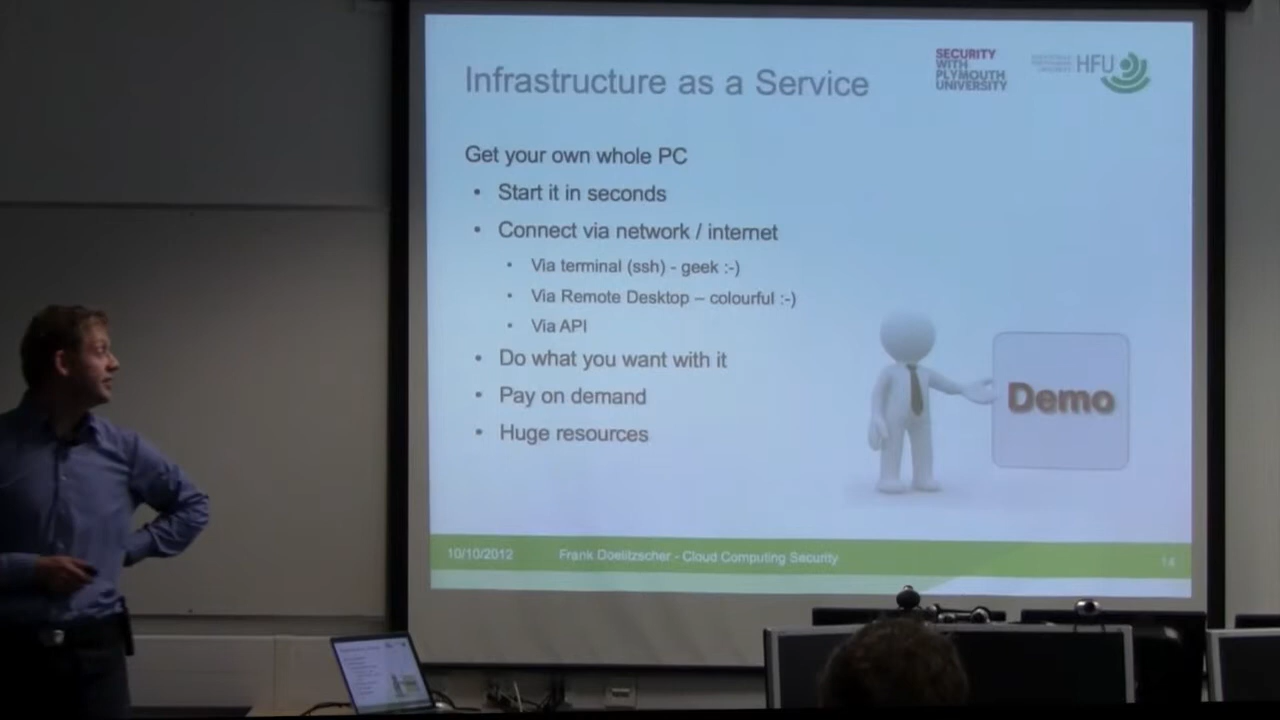 Infrastructure as a Service
SECURITY
WITH
PLYMOUTH
UNIVERSITY
HFU
Get your own whole PC
• Start it in seconds
• Connect via network / internet
• Via terminal (ssh) - geek :-)
• Via Remote Desktop – colourful :-)
• Via API
• Do what you want with it
• Pay on demand
• Huge resources
Demo
10/10/2012
Frank Doelitzscher - Cloud Computing Security
14